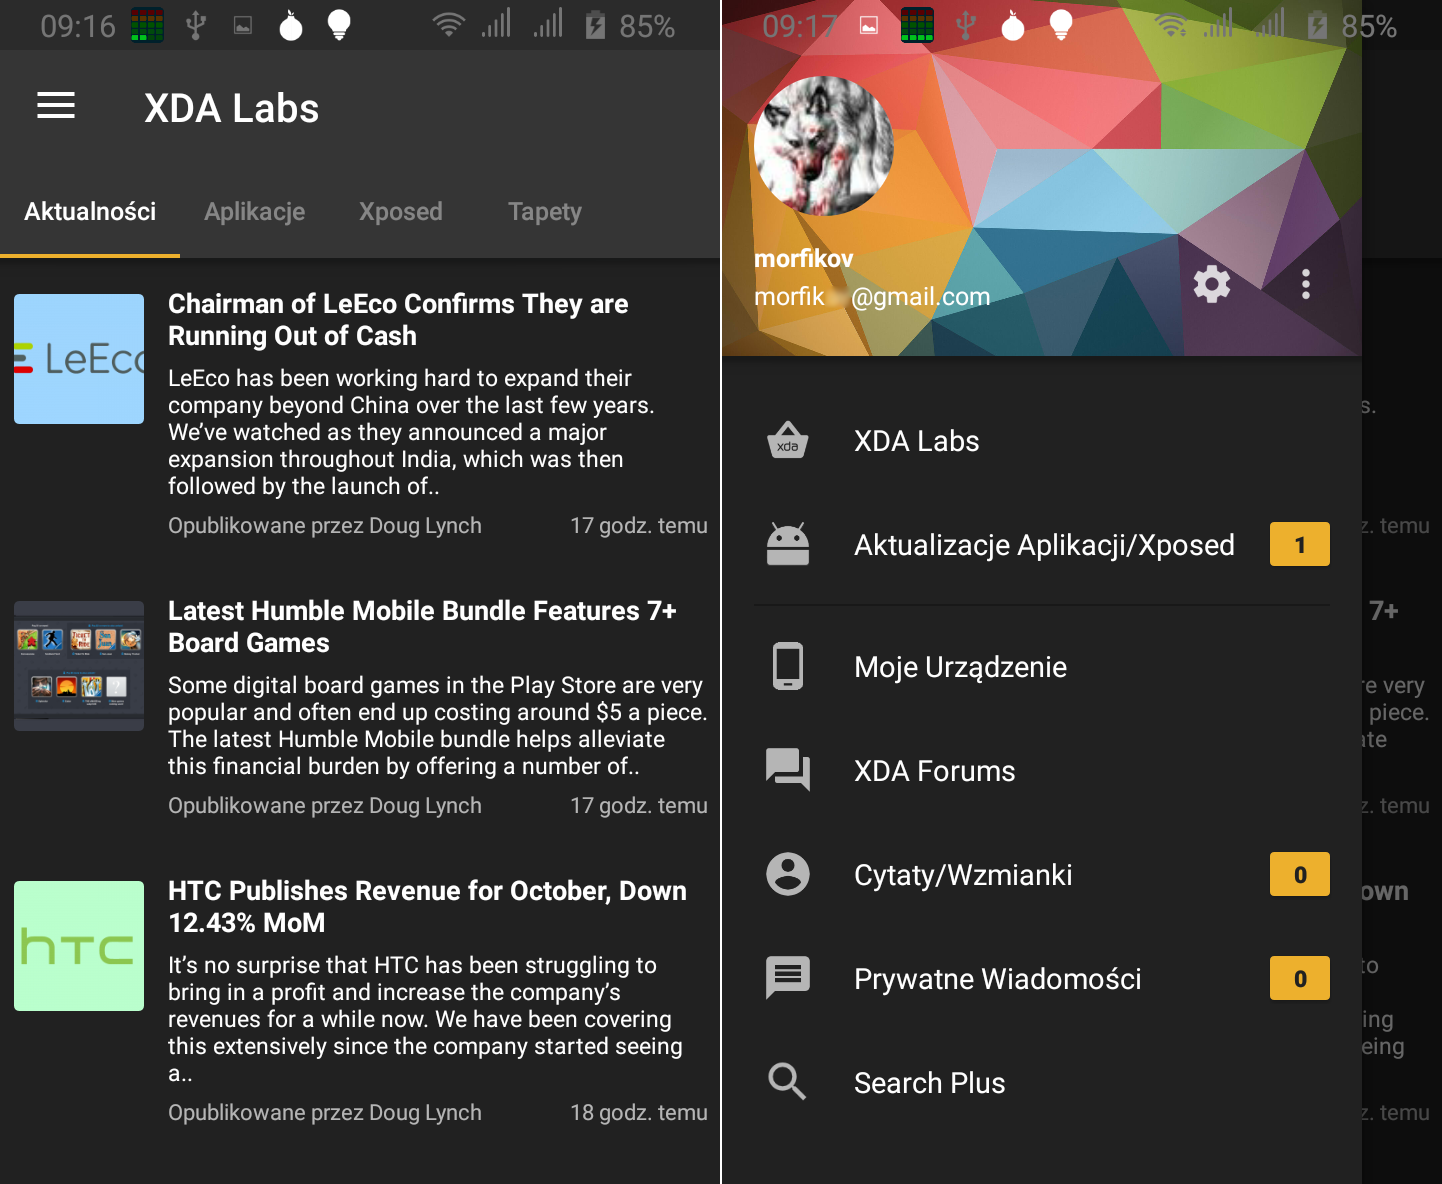 09:16
85%
XDA Labs
Aktualności
Aplikacje
Xposed
Tapety
LeEco
Chairman of LeEco Confirms They are
Running Out of Cash
LeEco has been working hard to expand their
company beyond China over the last few years.
We’ve watched as they announced a major
expansion throughout India, which was then
followed by the launch of..
Opublikowane przez Doug Lynch
17 godz. temu
Latest Humble Mobile Bundle Features 7+
Board Games
Some digital board games in the Play Store are very
popular and often end up costing around $5 a piece.
The latest Humble Mobile bundle helps alleviate
this financial burden by offering a number of..
Opublikowane przez Doug Lynch
17 godz. temu
hTC
HTC Publishes Revenue for October, Down
12.43% MoM
It’s no surprise that HTC has been struggling to
bring in a profit and increase the company’s
revenues for a while now. We have been covering
this extensively since the company started seeing
a..
Opublikowane przez Doug Lynch
18 godz. temu
09:17
85%
morfikov
morfik @gmail.com
xda
XDA Labs
Aktualizacje Aplikacji/Xposed
1
Moje Urządzenie
XDA Forums
Cytaty/Wzmianki
0
Prywatne Wiadomości
0
Search Plus
s.
z. temu
7+
re very
piece.
ate
z. temu
own
to
ing
eing
z. temu